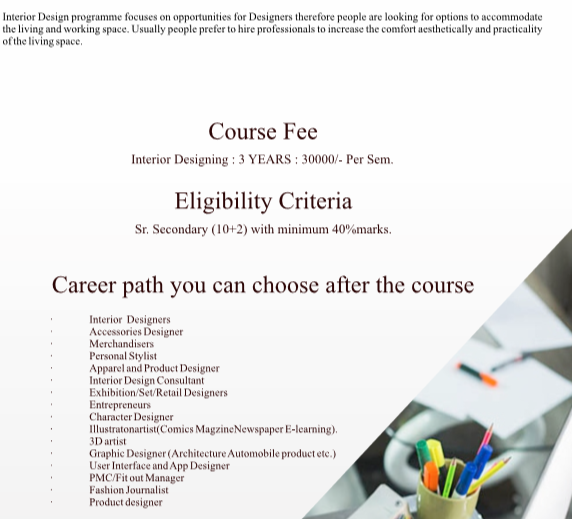 Interior Design programme focuses on opportunities for Designers therefore people are looking for options to accommodate
the living and working space. Usually people prefer to hire professionals to increase the comfort aesthetically and practicality
of the living space.
Course Fee
Interior Designing : 3 YEARS : 30000/- Per Sem.
Eligibility Criteria
Sr. Secondary (10+2) with minimum 40%marks.
Career path you can choose after the course
· Interior Designers
· Accessories Designer
· Merchandisers
· Personal Stylist
· Apparel and Product Designer
· Interior Design Consultant
· Exhibition/Set/Retail Designers
· Entrepreneurs
· Character Designer
· Illustratonartist(Comics MagzineNewspaper E-learning).
· 3D artist
· Graphic Designer (Architecture Automobile product etc.)
· User Interface and App Designer
· PMC/Fit out Manager
· Fashion Journalist
· Product designer